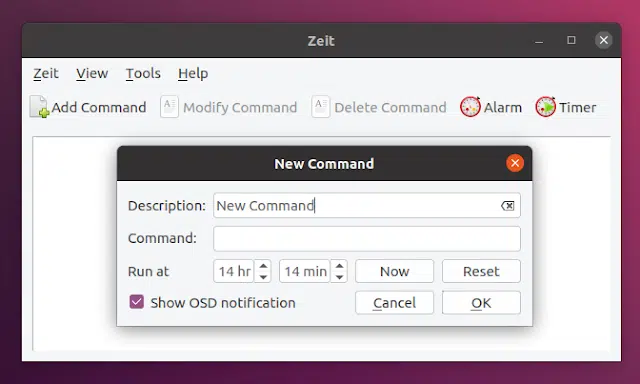 Zeit
Zeit View Tools Help
Add Command Modify Command Delete Command Alarm Timer
New Command
Description: New Command
Command:
Run at 14 hr 14 min Now Reset
Show OSD notification Cancel OK